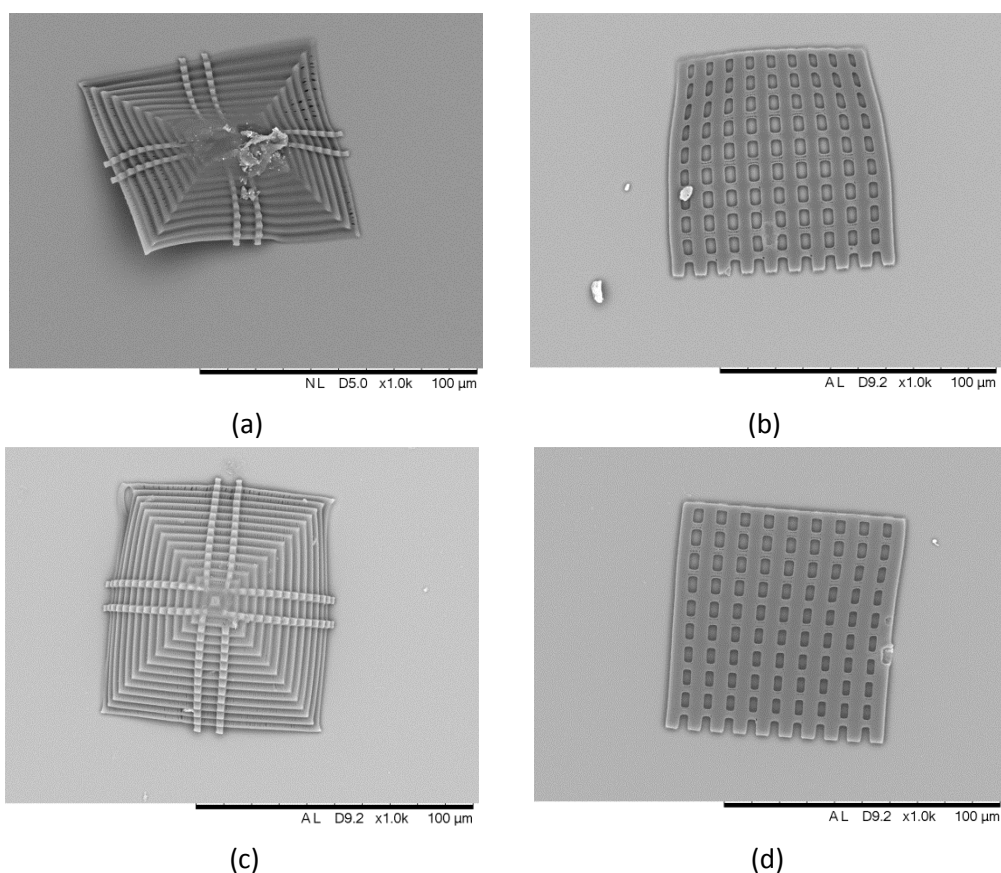 NL D5.0 x1.0k 100 µm
AL D9.2 x1.0k 100 µm
(a)
(b)
AL D9.2 x1.0k 100 µm
AL D9.2 x1.0k 100 µm
(c)
(d)